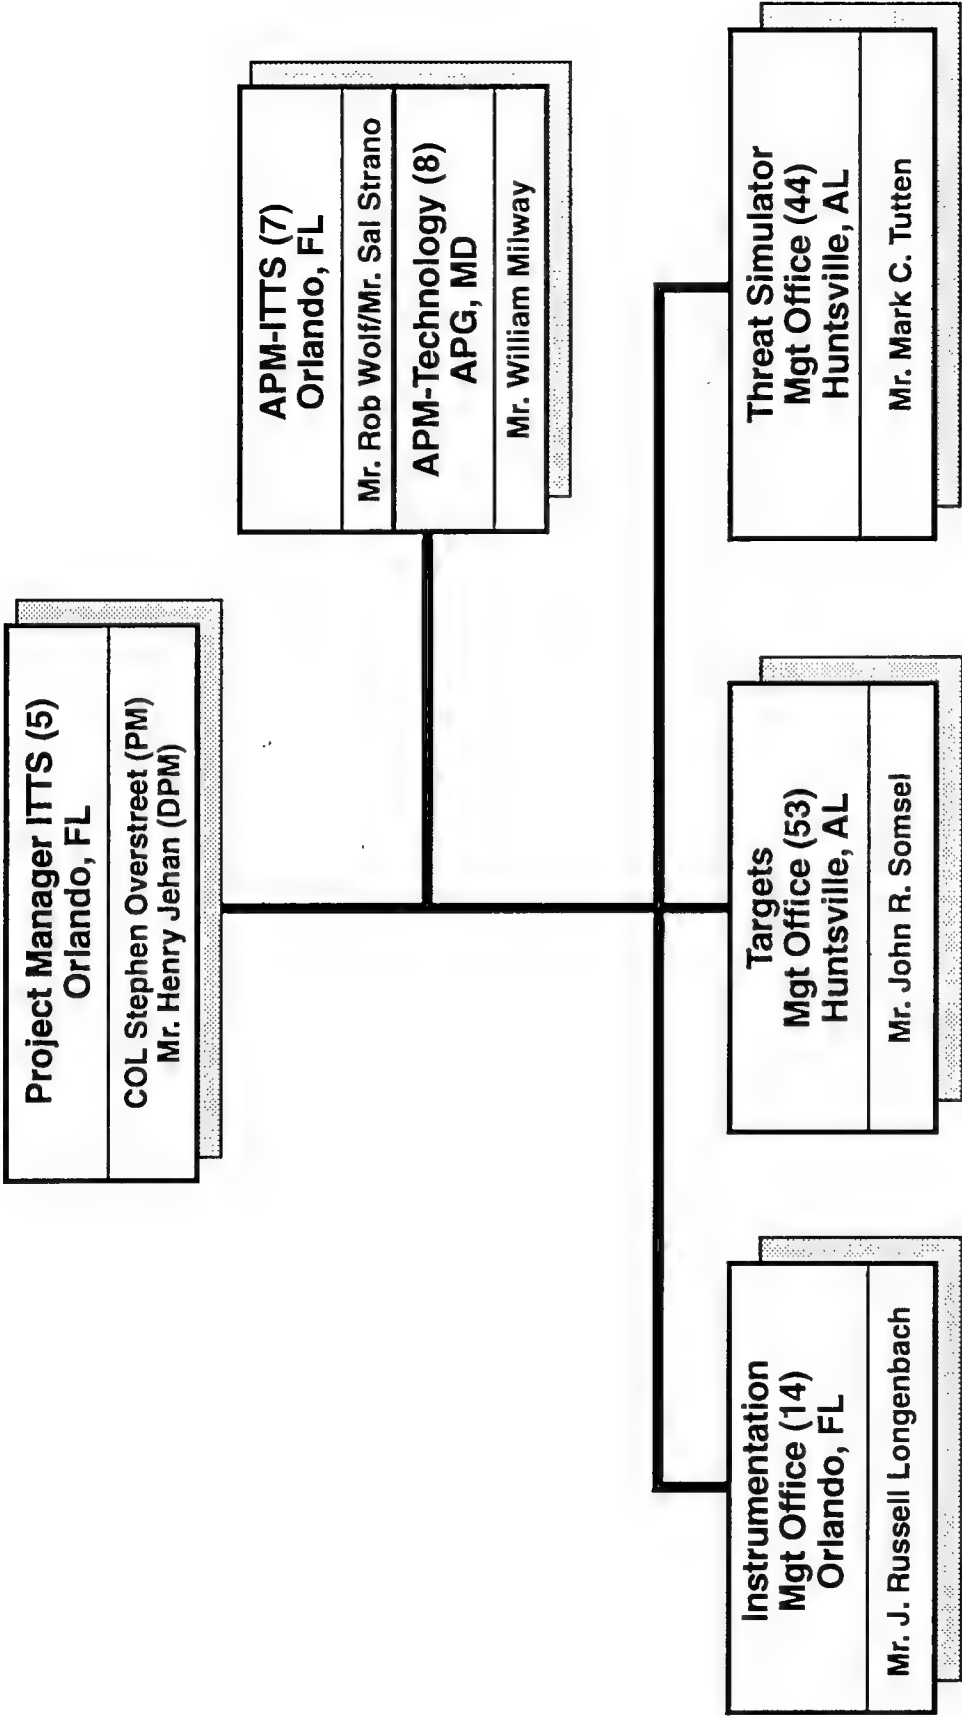 Project Manager ITTS (5)
Orlando, FL
COL Stephen Overstreet (PM)
Mr. Henry Jehan (DPM)
APM-ITTS (7)
Orlando, FL
Mr. Rob Wolf/Mr. Sal Strano
APM-Technology (8)
APG, MD
Mr. William Milway
Instrumentation
Mgt Office (14)
Orlando, FL
Mr. J. Russell Longenbach
Targets
Mgt Office (53)
Huntsville, AL
Mr. John R. Somsel
Threat Simulator
Mgt Office (44)
Huntsville, AL
Mr. Mark C. Tutten